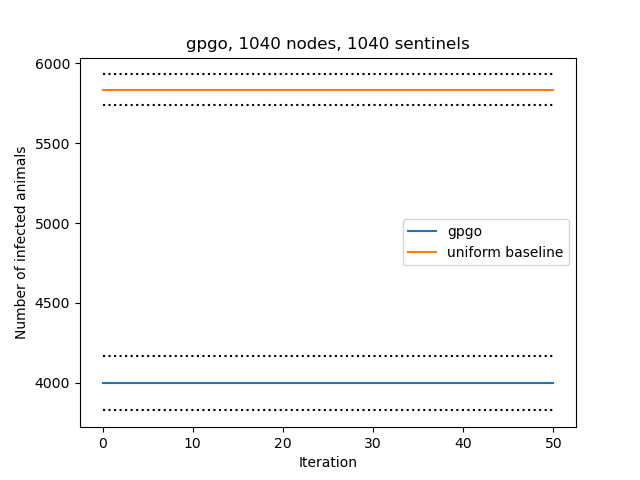 gpgo, 1040 nodes, 1040 sentinels
6000
5500
5000
4500
4000
Number of infected animals
gpgo
uniform baseline
0 10 20 30 40 50
Iteration